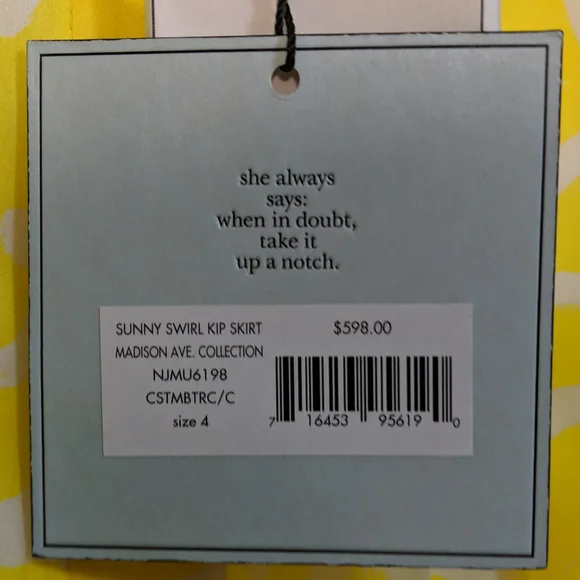 she always
says:
when in doubt,
take it
up a notch.
SUNNY SWIRL KIP SKIRT $598.00
MADISON AVE. COLLECTION
NJMU6198
CSTMBTRC/C
size 4
7 16453 95619 0